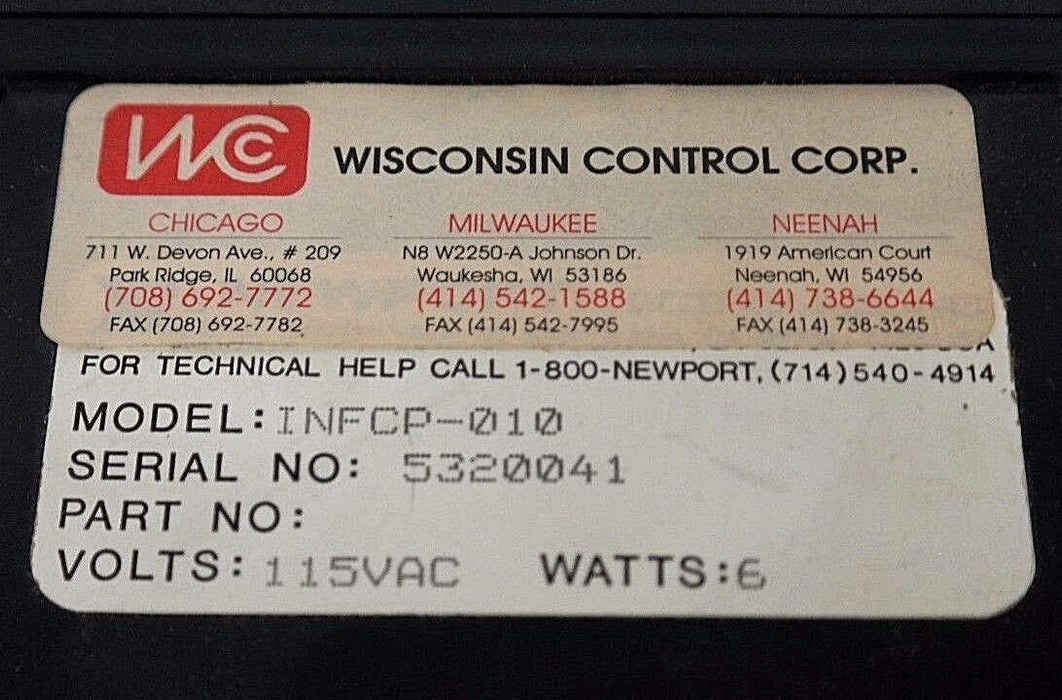 WCC
WISCONSIN CONTROL CORP.
CHICAGO
711 W. Devon Ave., # 209
Park Ridge, IL 60068
(708) 692-7772
FAX (708) 692-7782
MILWAUKEE
N8 W2250-A Johnson Dr.
Waukesha, WI 53186
(414) 542-1588
FAX (414) 542-7995
NEENAH
1919 American Court
Neenah, WI 54956
(414) 738-6644
FAX (414) 738-3245
FOR TECHNICAL HELP CALL 1-800-NEWPORT, (714) 540-4914
MODEL: INFCP-010
SERIAL NO: 5320041
PART NO:
VOLTS: 115VAC WATTS: 6